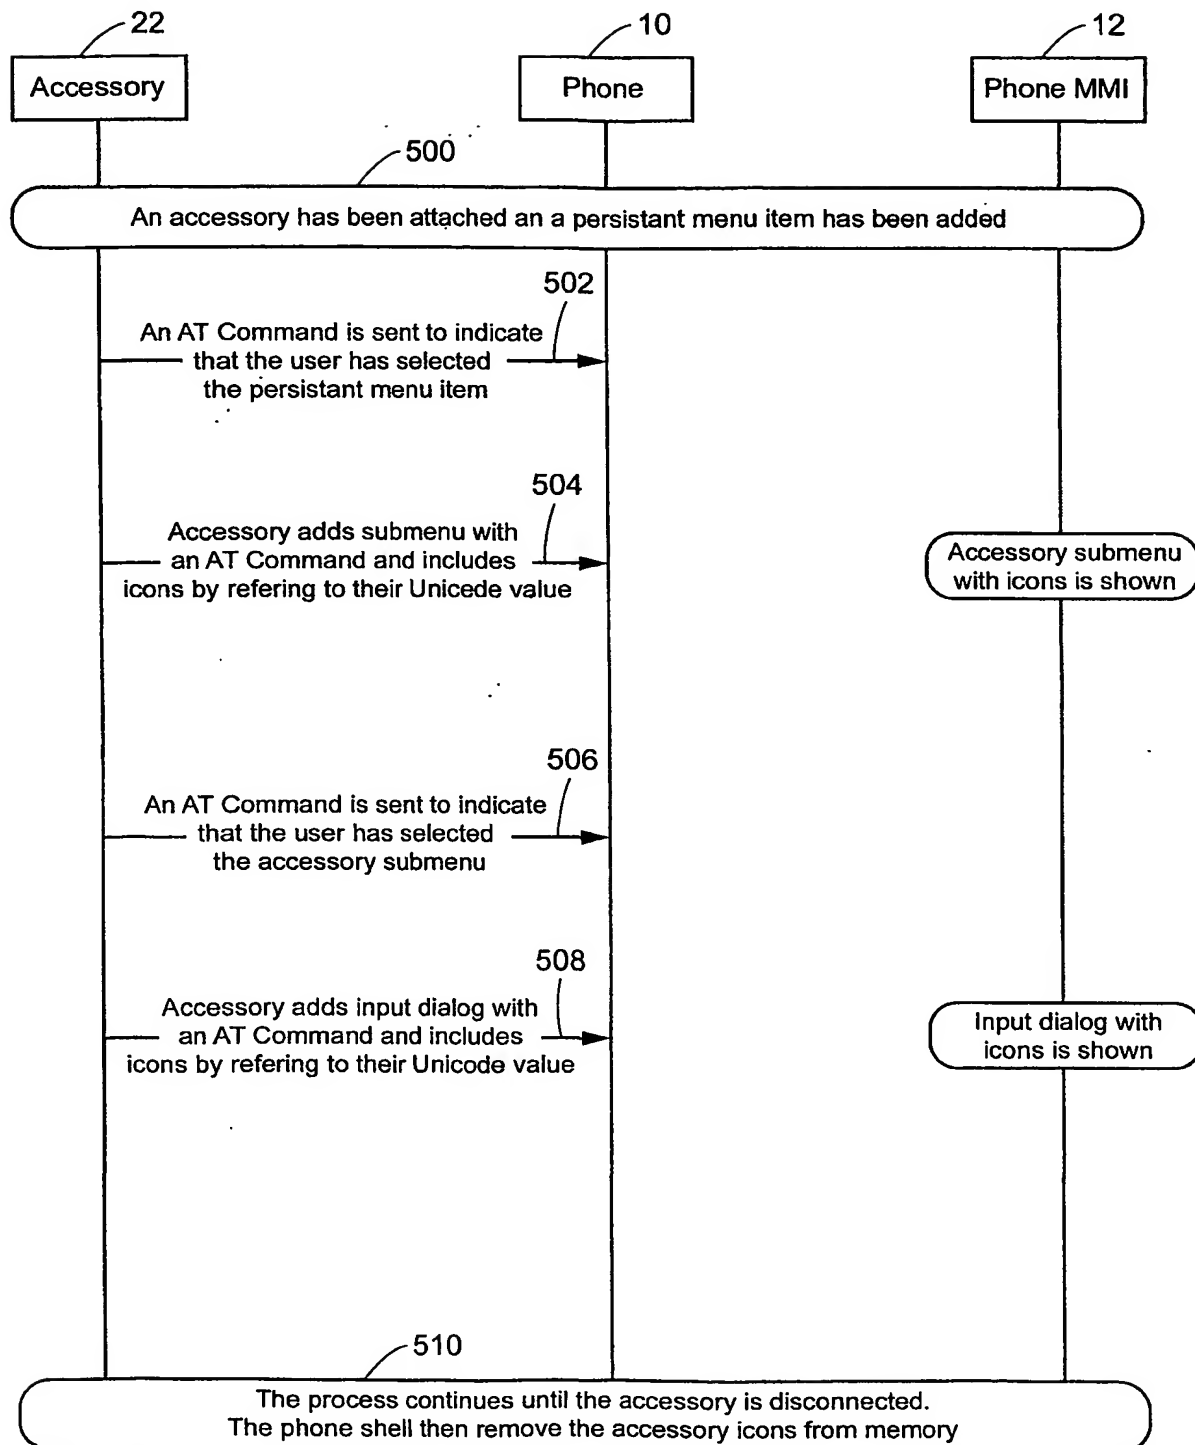 22
10
12
Accessory
Phone
Phone MMI
500
An accessory has been attached an a persistant menu item has been added
502
An AT Command is sent to indicate
that the user has selected
the persistant menu item
504
Accessory adds submenu with
an AT Command and includes
icons by refering to their Unicede value
Accessory submenu
with icons is shown
506
An AT Command is sent to indicate
that the user has selected
the accessory submenu
508
Accessory adds input dialog with
an AT Command and includes
icons by refering to their Unicode value
Input dialog with
icons is shown
510
The process continues until the accessory is disconnected.
The phone shell then remove the accessory icons from memory